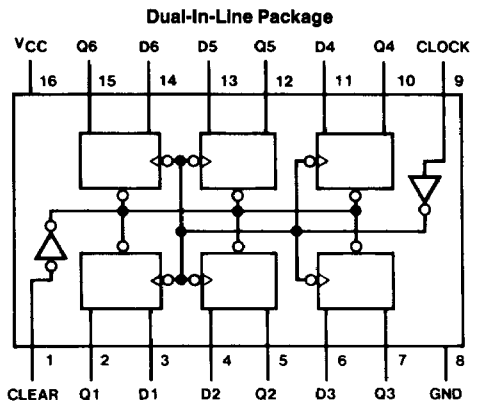 Dual-In-Line Package
VCC Q6 D6 D5 Q5 D4 Q4 CLOCK
16 15 14 13 12 11 10 9
1 2 3 4 5 6 7 8
CLEAR Q1 D1 D2 Q2 D3 Q3 GND